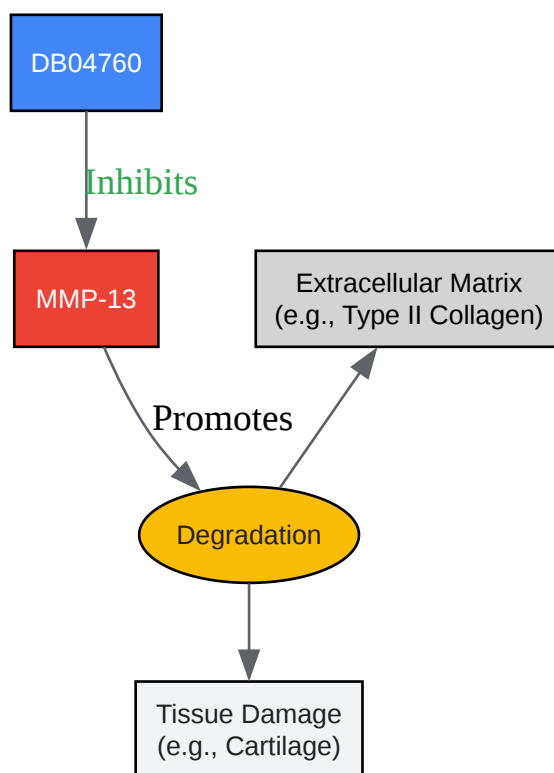 DB04760
Inhibits
MMP-13
Extracellular Matrix
(e.g., Type II Collagen)
Promotes
Degradation
Tissue Damage
(e.g., Cartilage)